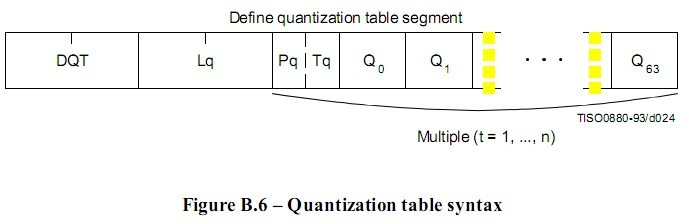 Define quantization table segment
DQT Lq Pq Tq Q0 Q1 . . . Q63
TISO0880-93/d024
Multiple (t = 1, ..., n)
Figure B.6 – Quantization table syntax